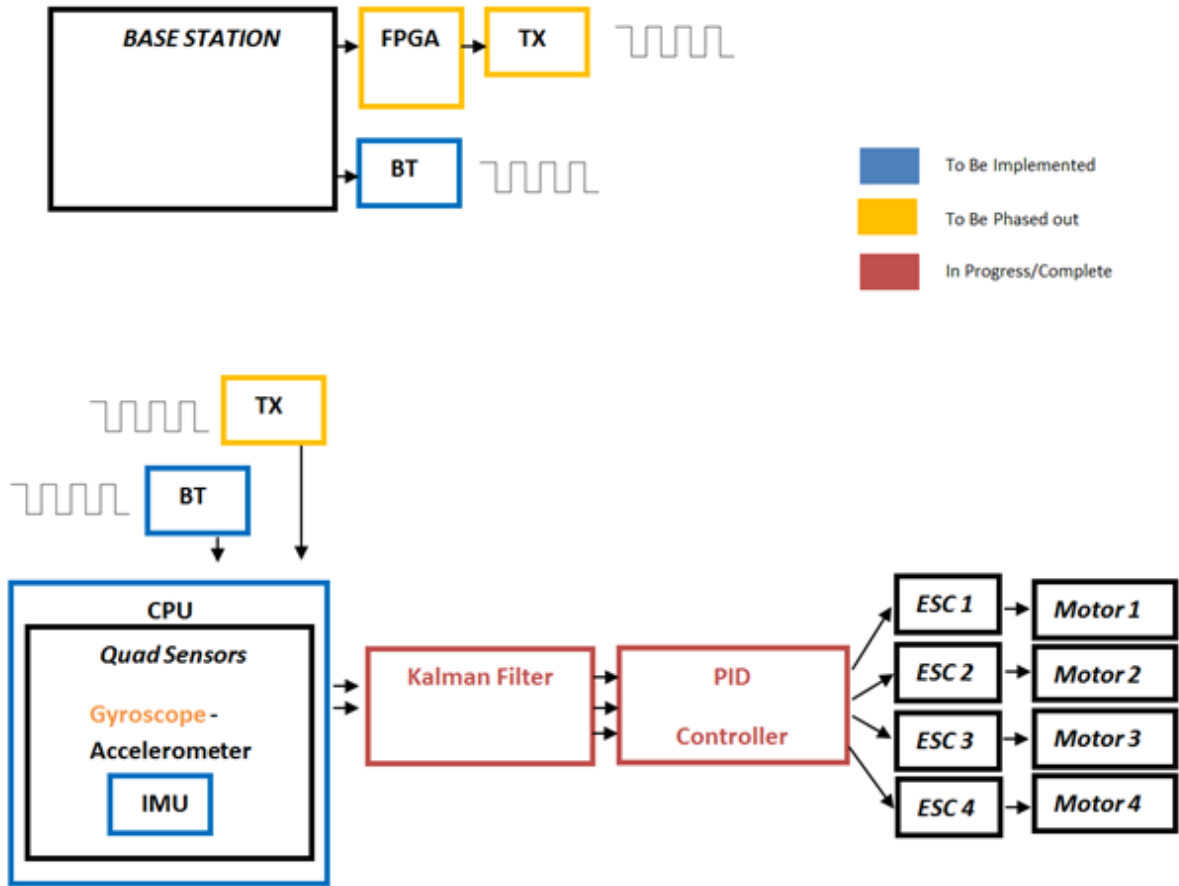 BASE STATION
FPGA
TX
BT
To Be Implemented
To Be Phased out
In Progress/Complete
TX
BT
CPU
Quad Sensors
Gyroscope -
Accelerometer
IMU
Kalman Filter
PID
Controller
ESC 1
Motor 1
ESC 2
Motor 2
ESC 3
Motor 3
ESC 4
Motor 4